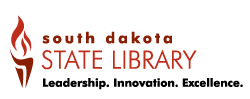 south dakota
STATE LIBRARY
Leadership. Innovation. Excellence.